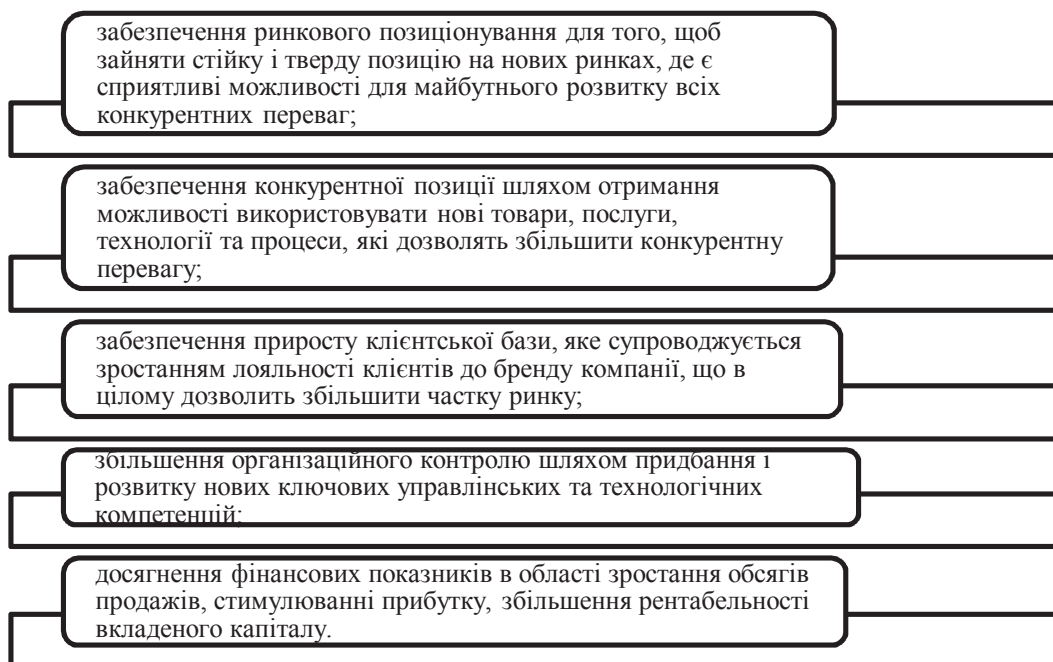 забезпечення ринкового позиціонування для того, щоб
зайняти стійку і тверду позицію на нових ринках, де є
сприятливі можливості для майбутнього розвитку всіх
конкурентних переваг;
забезпечення конкурентної позиції шляхом отримання
можливості використовувати нові товари, послуги,
технології та процеси, які дозволять збільшити конкурентну
перевагу;
забезпечення приросту клієнтської бази, яке супроводжується
зростанням лояльності клієнтів до бренду компанії, що в
цілому дозволить збільшити частку ринку;
збільшення організаційного контролю шляхом придбання і
розвитку нових ключових управлінських та технологічних
компетенцій;
досягнення фінансових показників в області зростання обсягів
продажів, стимулюванні прибутку, збільшення рентабельності
вкладеного капіталу.